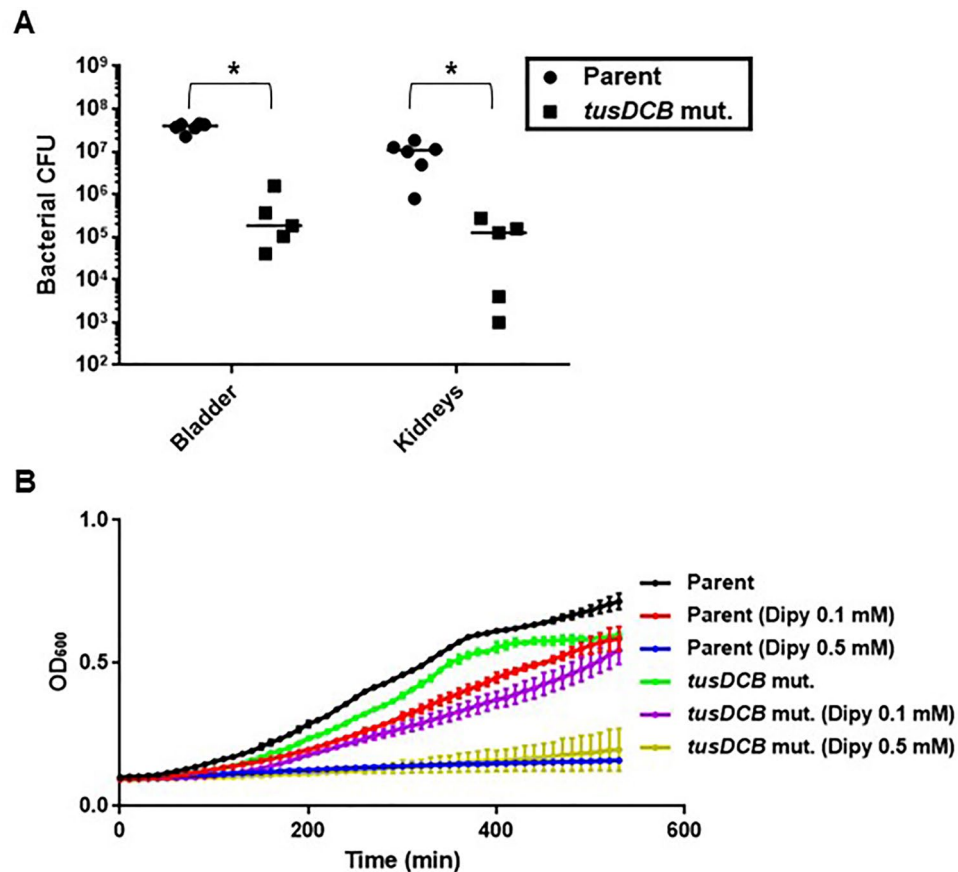 A
10⁹
10⁸
10⁷
10⁶
10⁵
10⁴
10³
10²
Bacterial CFU
*
*
Parent
tusDCB mut.
Bladder
Kidneys
B
1.0
0.5
0.0
OD₆₀₀
0
200
400
600
Time (min)
Parent
Parent (Dipy 0.1 mM)
Parent (Dipy 0.5 mM)
tusDCB mut.
tusDCB mut. (Dipy 0.1 mM)
tusDCB mut. (Dipy 0.5 mM)